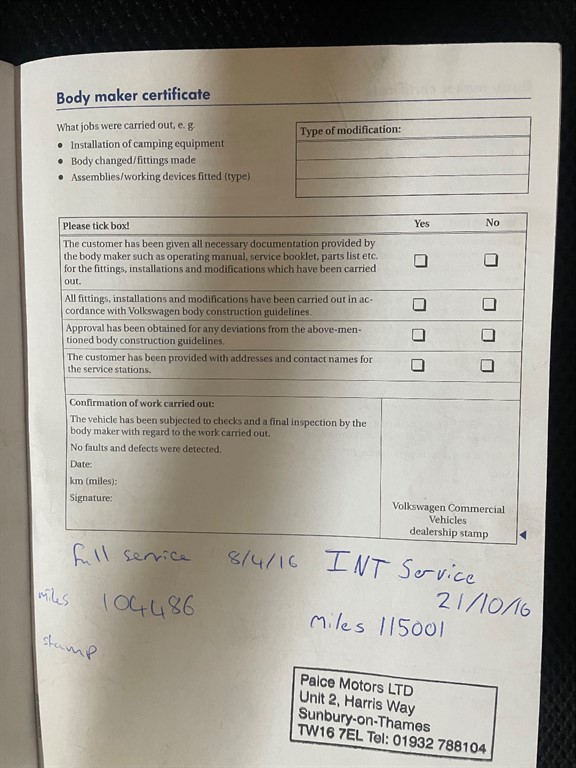 Body maker certificate
What jobs were carried out, e. g.
• Installation of camping equipment
• Body changed/fittings made
• Assemblies/working devices fitted (type)
Type of modification:
Please tick box! Yes No
The customer has been given all necessary documentation provided by
the body maker such as operating manual, service booklet, parts list etc.
for the fittings, installations and modifications which have been carried
out.
All fittings, installations and modifications have been carried out in ac-
cordance with Volkswagen body construction guidelines.
Approval has been obtained for any deviations from the above-men-
tioned body construction guidelines.
The customer has been provided with addresses and contact names for
the service stations.
Confirmation of work carried out:
The vehicle has been subjected to checks and a final inspection by the
body maker with regard to the work carried out.
No faults and defects were detected.
Date:
km (miles):
Signature:
Volkswagen Commercial
Vehicles
dealership stamp
full service 8/4/16
miles 104486
stamp
INT Service
21/10/16
miles 115001
Paice Motors LTD
Unit 2, Harris Way
Sunbury-on-Thames
TW16 7EL Tel: 01932 788104